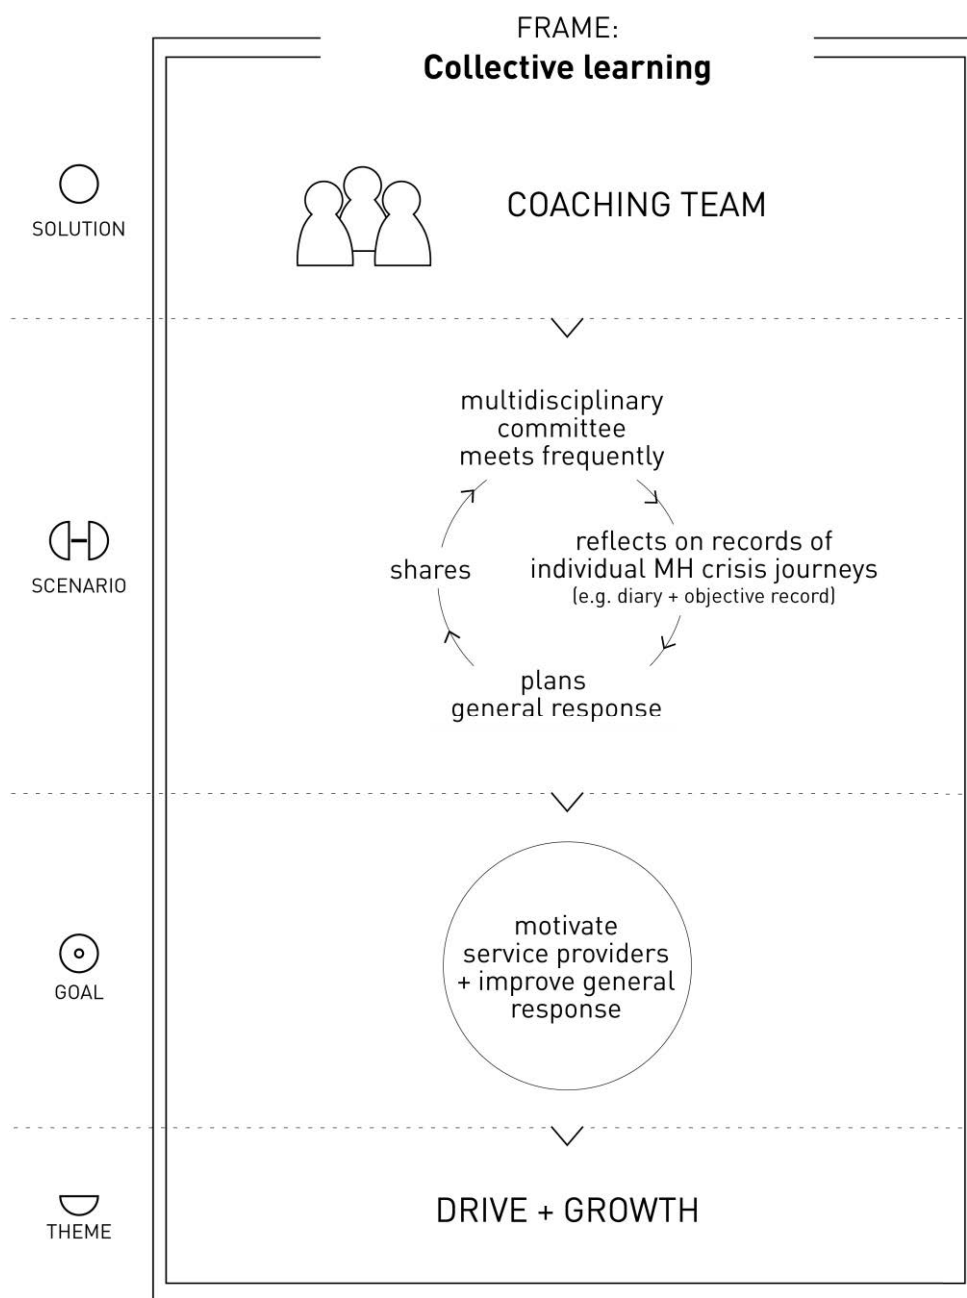 FRAME:
Collective learning
SOLUTION
COACHING TEAM
multidisciplinary
committee
meets frequently
SCENARIO
shares
reflects on records of
individual MH crisis journeys
(e.g. diary + objective record)
plans
general response
GOAL
motivate
service providers
+ improve general
response
THEME
DRIVE + GROWTH